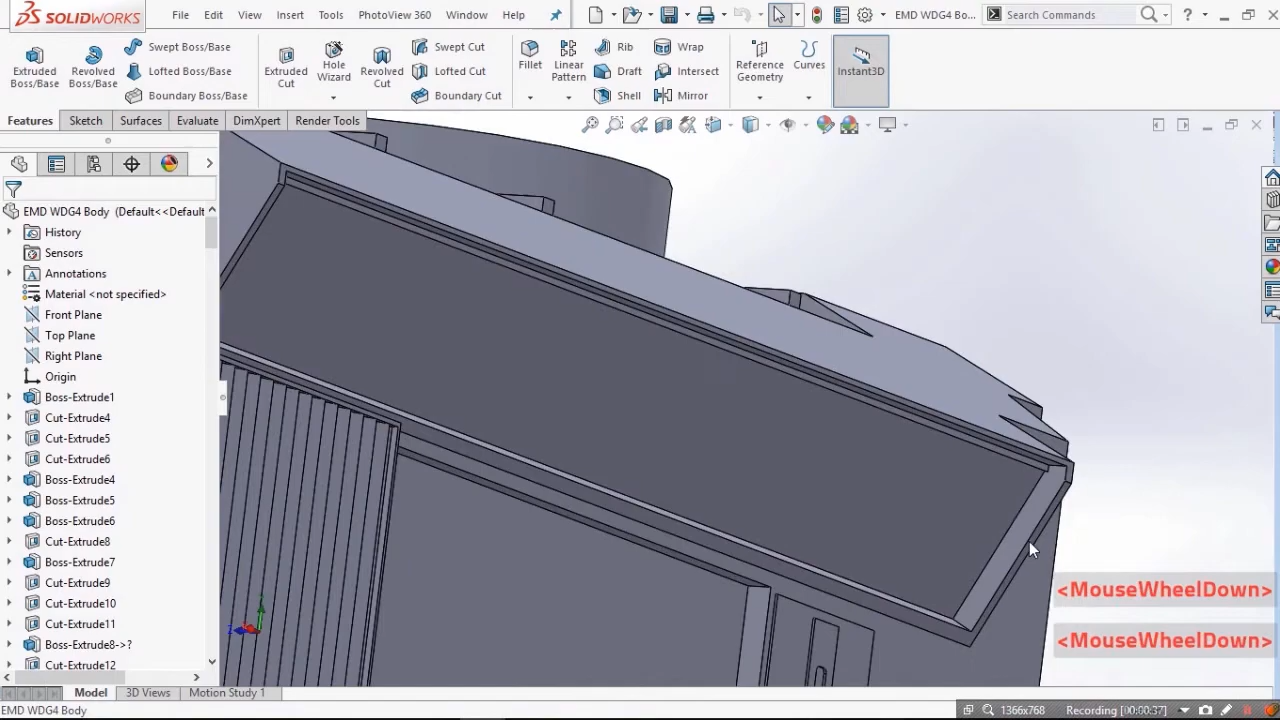 SOLIDWORKS File Edit View Insert Tools PhotoView 360 Window Help EMD WDG4 Bo... Search Commands ?
Extruded Boss/Base Revolved Boss/Base Swept Boss/Base Lofted Boss/Base Boundary Boss/Base
Extruded Cut Hole Wizard Revolved Cut Swept Cut Lofted Cut Boundary Cut
Fillet Linear Pattern Rib Draft Shell Wrap Intersect Mirror
Reference Geometry Curves Instant3D
Features Sketch Surfaces Evaluate DimXpert Render Tools
EMD WDG4 Body (Default<<Default
History
Sensors
Annotations
Material <not specified>
Front Plane
Top Plane
Right Plane
Origin
Boss-Extrude1
Cut-Extrude4
Cut-Extrude5
Cut-Extrude6
Boss-Extrude4
Boss-Extrude5
Boss-Extrude6
Cut-Extrude8
Boss-Extrude7
Cut-Extrude9
Cut-Extrude10
Cut-Extrude11
Boss-Extrude8->?
Cut-Extrude12
Z
<MouseWheelDown>
<MouseWheelDown>
Model 3D Views Motion Study 1
EMD WDG4 Body 1366x768 Recording [00:00:37]